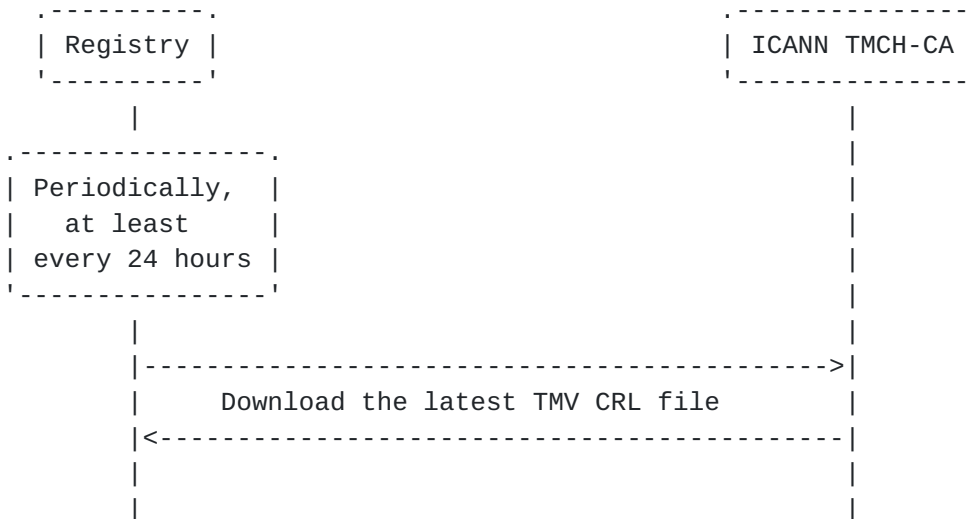 Registry
ICANN TMCH-CA
Periodically,
at least
every 24 hours
Download the latest TMV CRL file